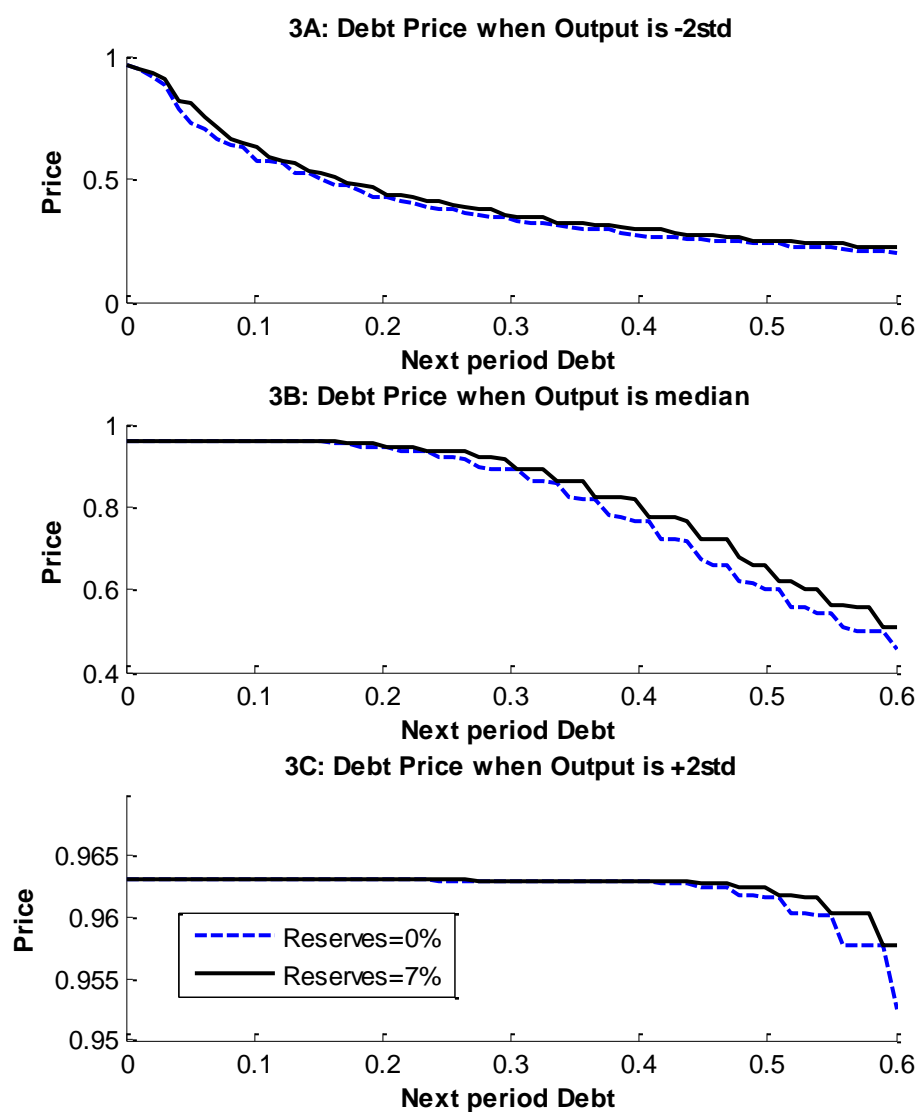 3A: Debt Price when Output is -2std
1
0.5
0
Price
0 0.1 0.2 0.3 0.4 0.5 0.6
Next period Debt
3B: Debt Price when Output is median
1
0.8
0.6
0.4
Price
0 0.1 0.2 0.3 0.4 0.5 0.6
Next period Debt
3C: Debt Price when Output is +2std
0.965
0.96
0.955
0.95
Price
Reserves=0%
Reserves=7%
0 0.1 0.2 0.3 0.4 0.5 0.6
Next period Debt